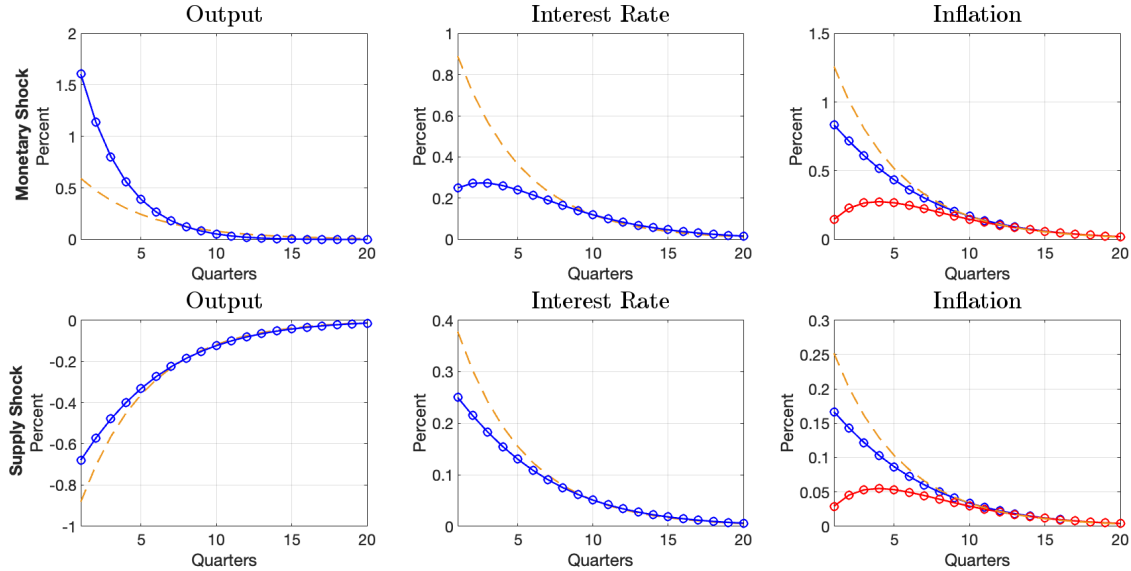 Output
Interest Rate
Inflation
Monetary Shock
Percent
2
1.5
1
0.5
0
5
10
15
20
Quarters
Percent
1
0.8
0.6
0.4
0.2
0
5
10
15
20
Quarters
Percent
1.5
1
0.5
0
5
10
15
20
Quarters
Output
Interest Rate
Inflation
Supply Shock
Percent
0
-0.2
-0.4
-0.6
-0.8
-1
5
10
15
20
Quarters
Percent
0.4
0.3
0.2
0.1
0
5
10
15
20
Quarters
Percent
0.3
0.25
0.2
0.15
0.1
0.05
0
5
10
15
20
Quarters